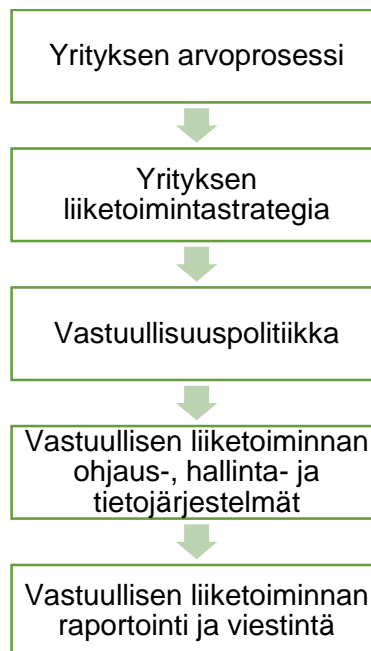 Yrityksen arvoprosessi
Yrityksen
liiketoimintastrategia
Vastuullisuuspolitiikka
Vastuullisen liiketoiminnan
ohjaus-, hallinta- ja
tietojärjestelmät
Vastuullisen liiketoiminnan
raportointi ja viestintä